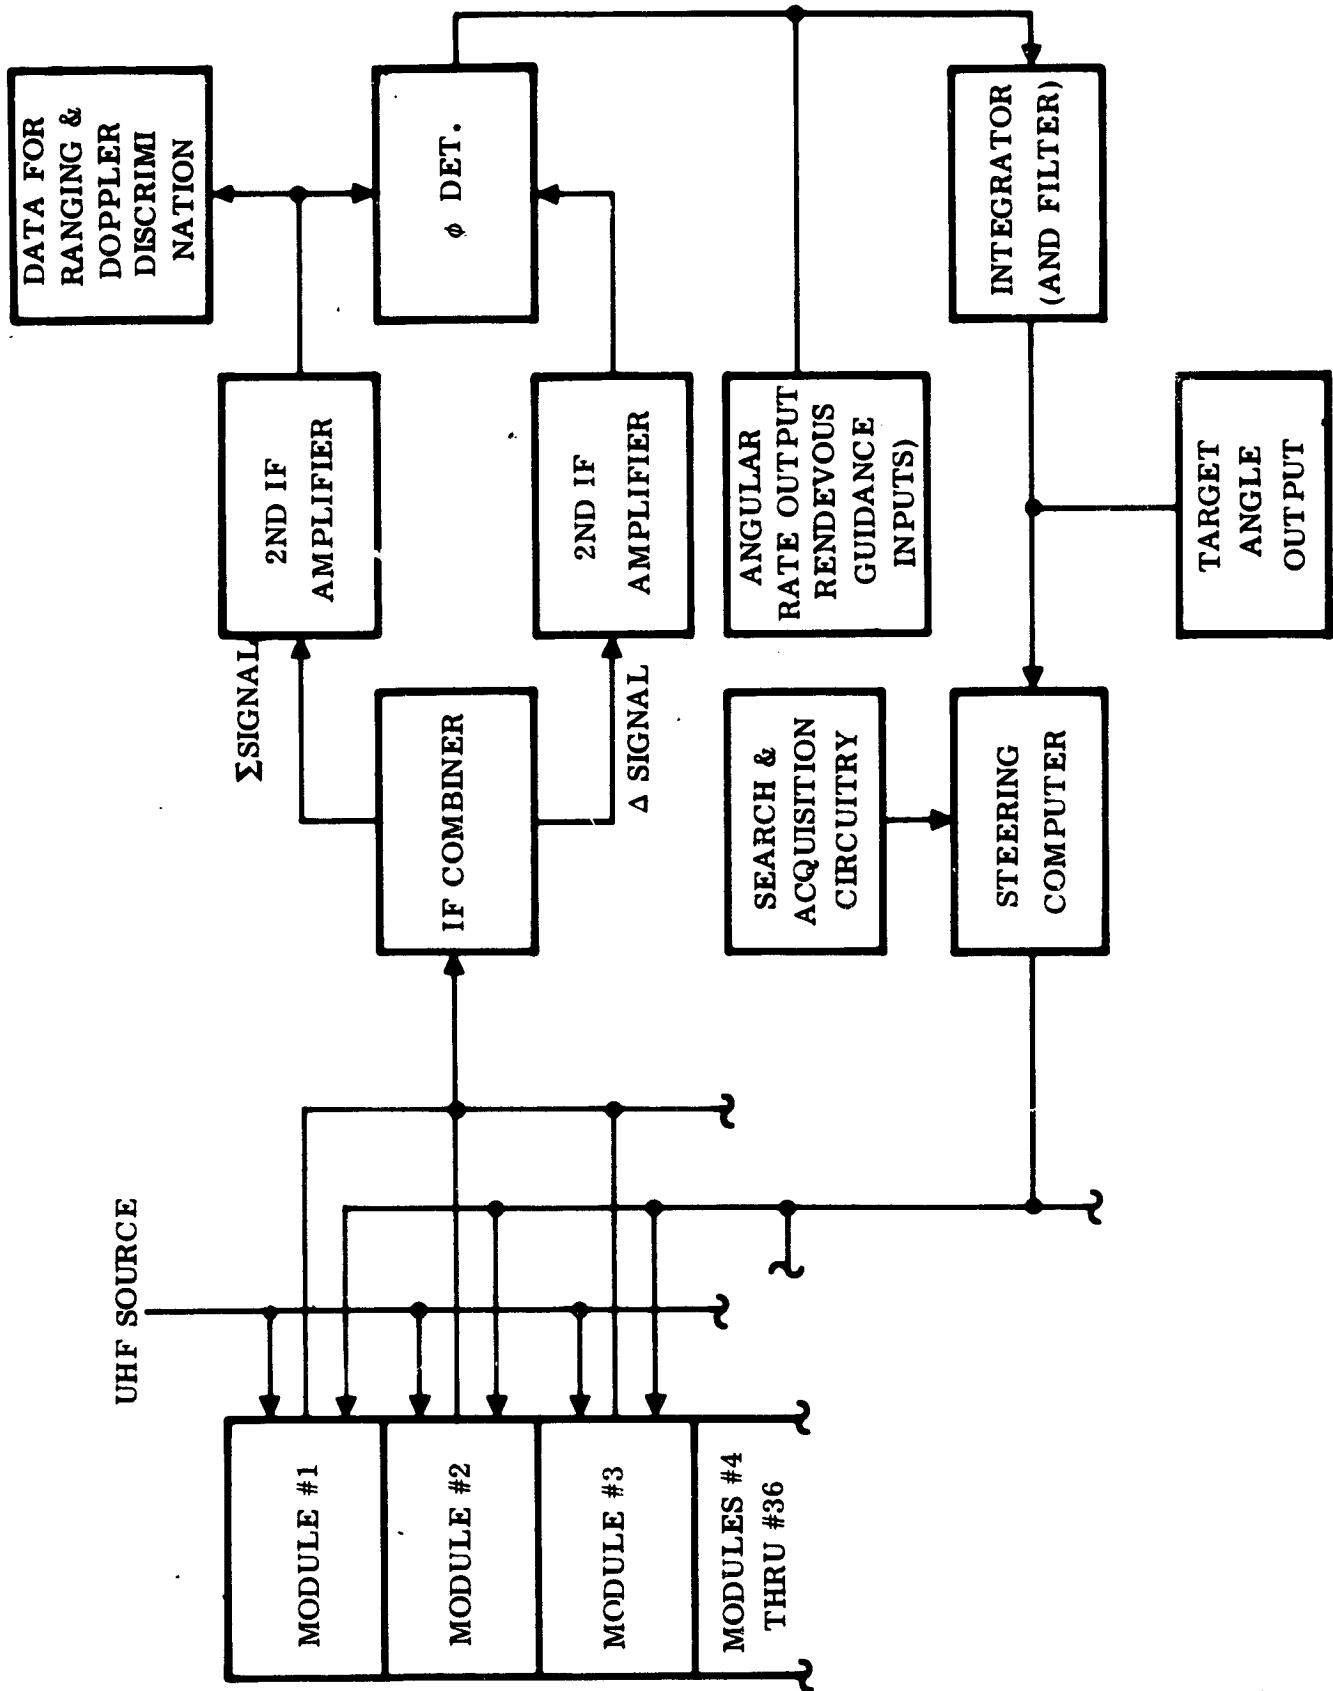 UHF SOURCE
MODULE #1
MODULE #2
MODULE #3
MODULES #4
THRU #36
IF COMBINER
Σ SIGNAL
Δ SIGNAL
2ND IF
AMPLIFIER
2ND IF
AMPLIFIER
DATA FOR
RANGING &
DOPPLER
DISCRIMI
NATION
ϕ DET.
ANGULAR
RATE OUTPUT
RENDEVOUS
GUIDANCE
INPUTS)
SEARCH &
ACQUISITION
CIRCUITRY
STEERING
COMPUTER
INTEGRATOR
(AND FILTER)
TARGET
ANGLE
OUTPUT